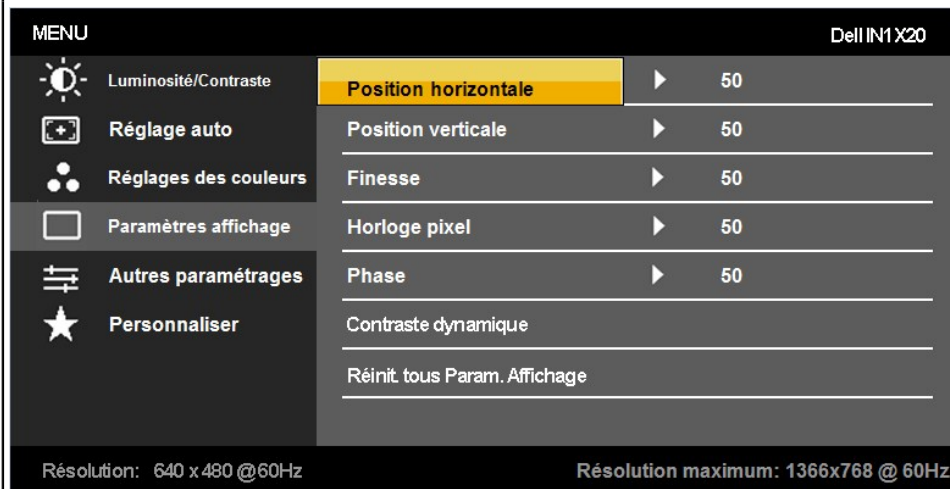 MENU Dell IN1X20
Luminosité/Contraste Position horizontale 50
Réglage auto Position verticale 50
Réglages des couleurs Finesse 50
Paramètres affichage Horloge pixel 50
Autres paramétrages Phase 50
Personnaliser Contraste dynamique
Réinit. tous Param. Affichage
Résolution: 640 x 480 @60Hz Résolution maximum: 1366x768 @ 60Hz